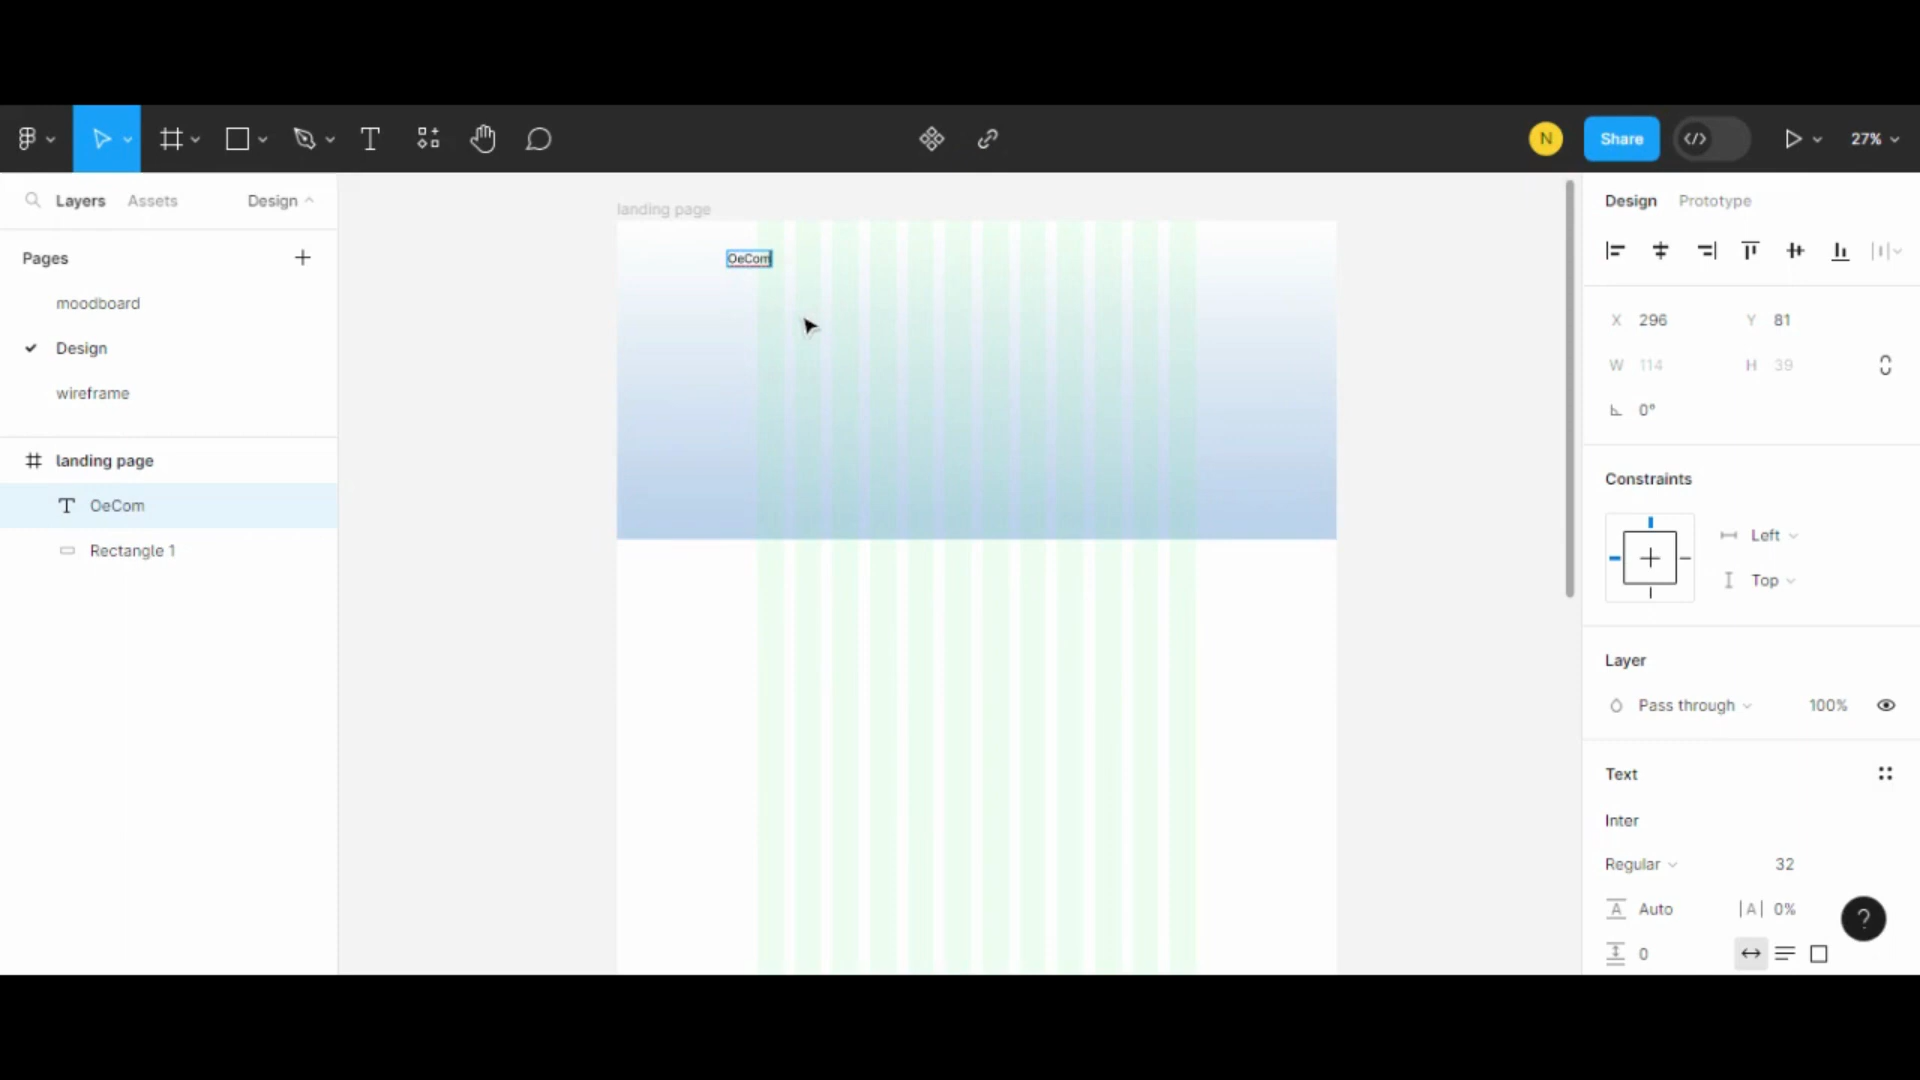 N
Share
27%
Layers
Assets
Design
Pages
moodboard
Design
wireframe
landing page
OeCom
Rectangle 1
landing page
OeCom
Design
Prototype
X 296
Y 81
W 114
H 39
0°
Constraints
Left
Top
Layer
Pass through
100%
Text
Inter
Regular
32
A Auto
|A| 0%
0
?